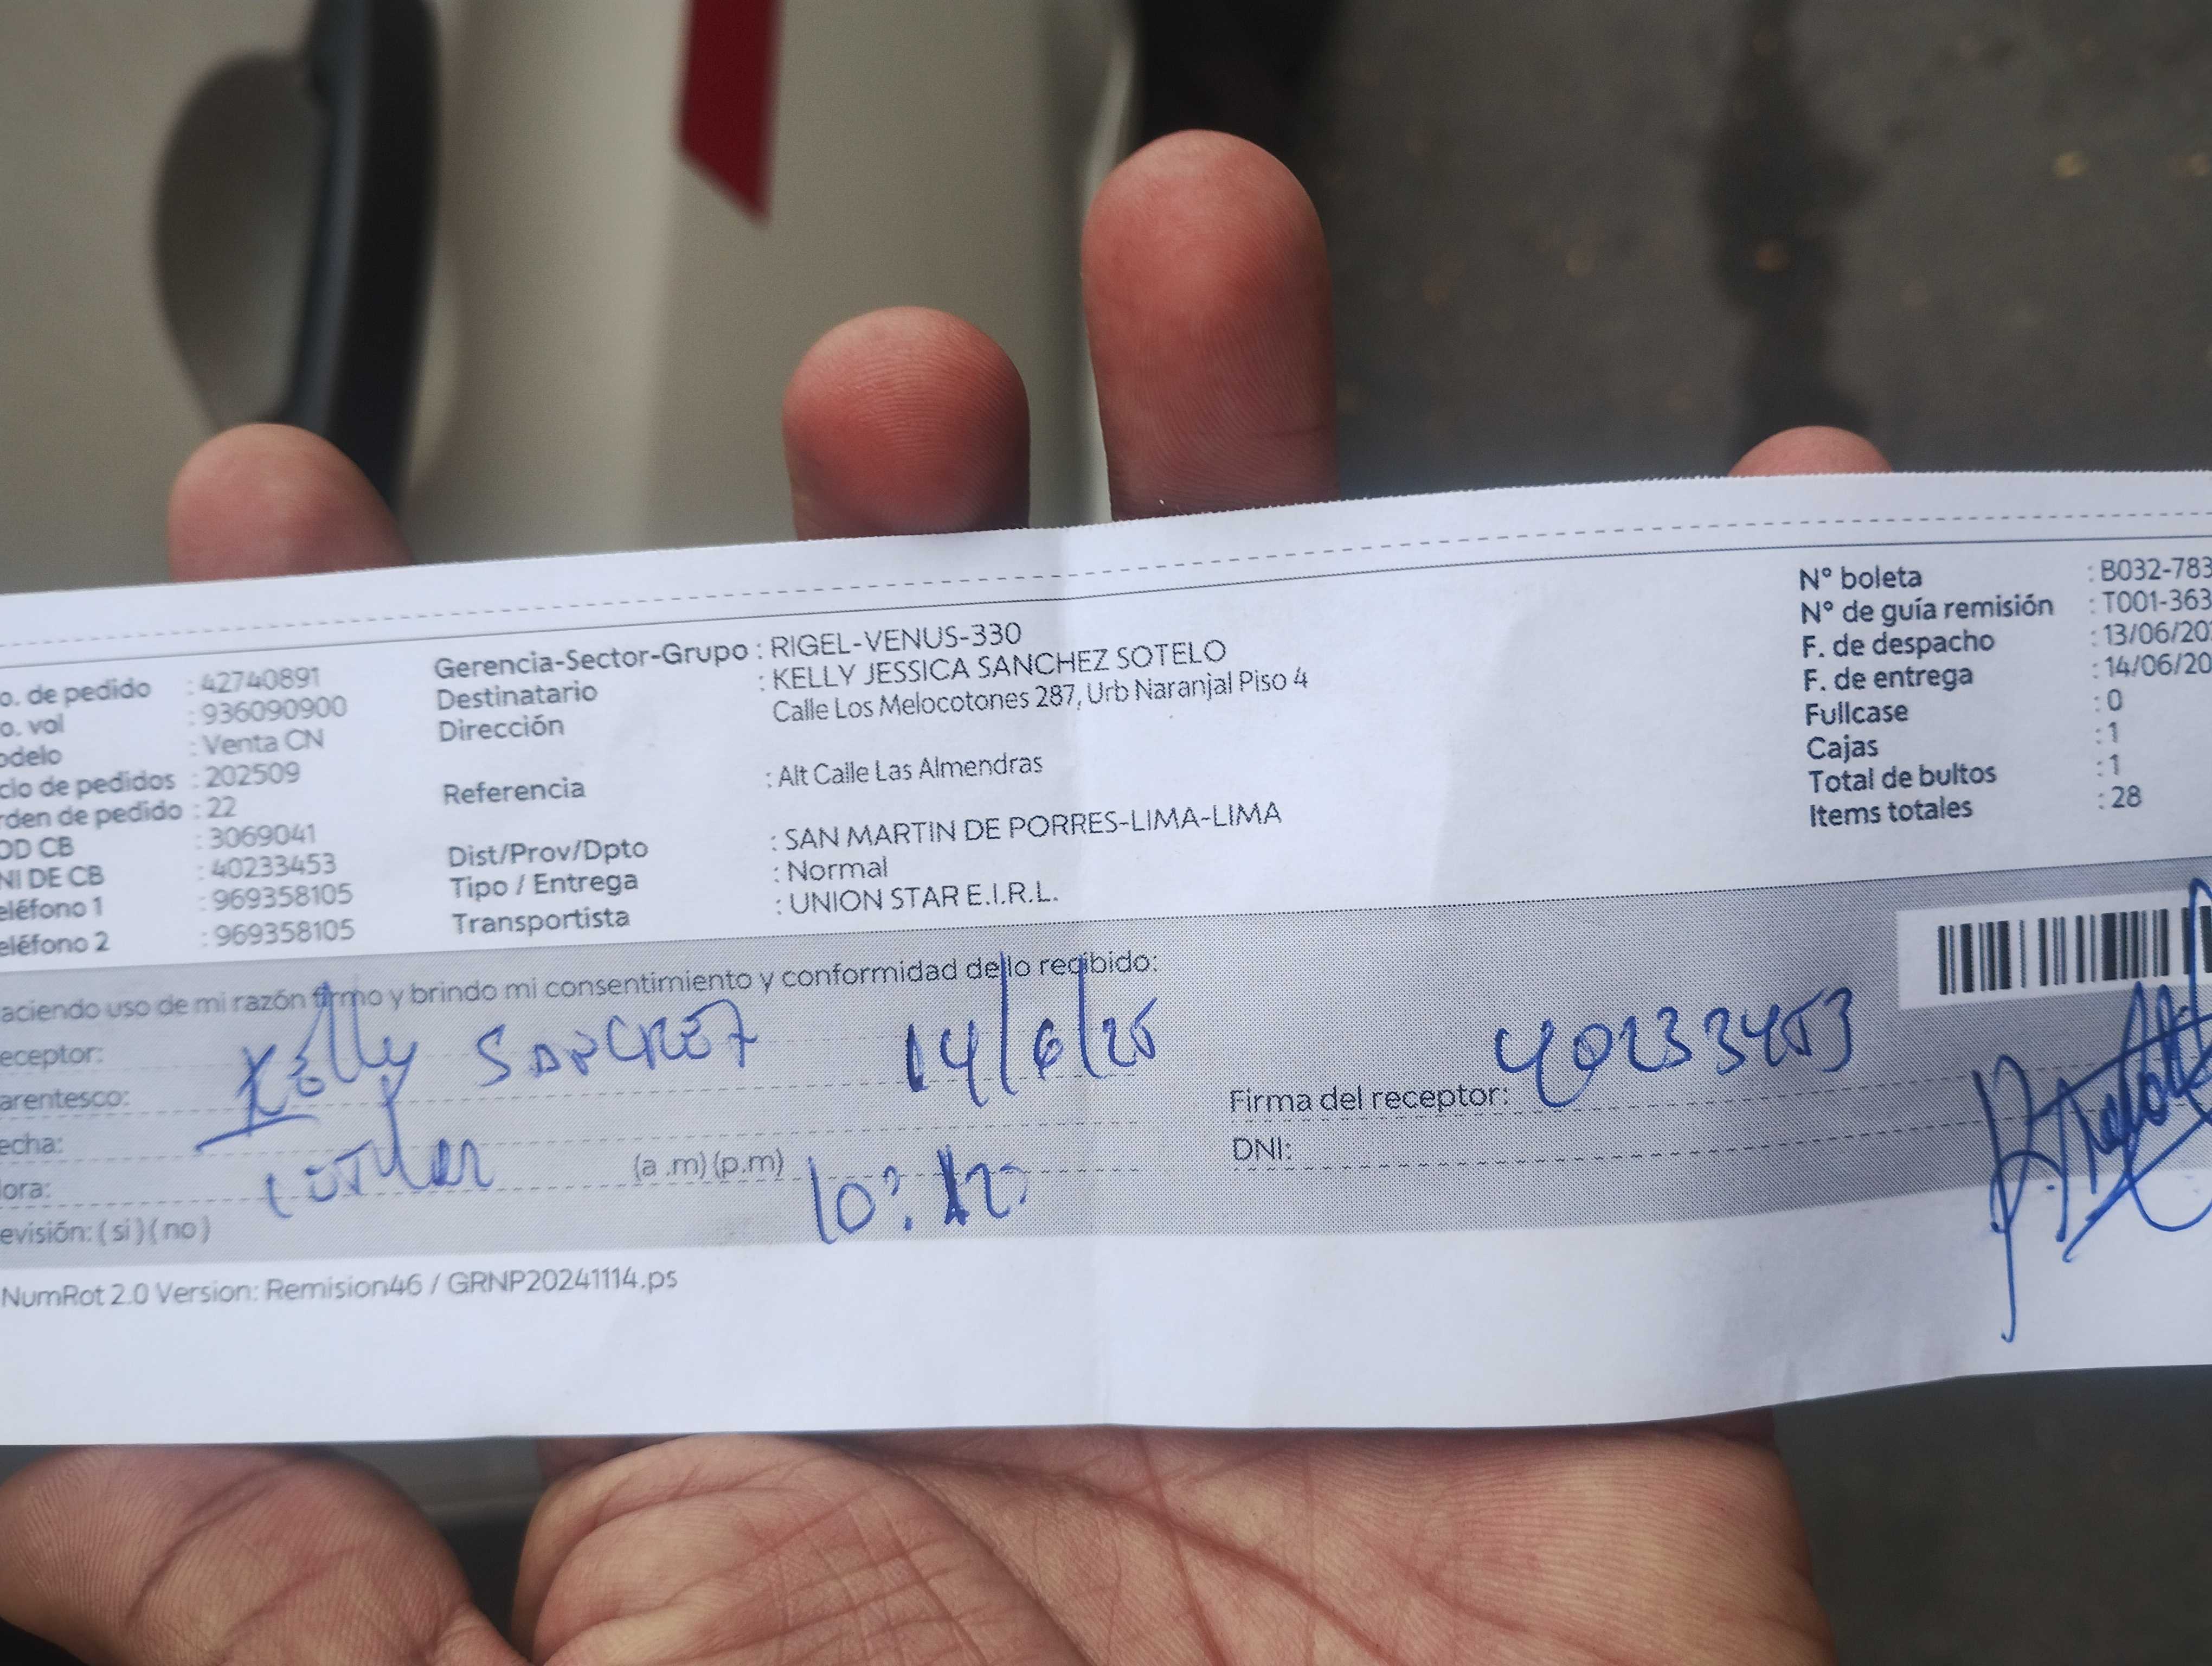 o. de pedido : 42740891
o. vol : 936090900
odelo : Venta CN
clo de pedidos : 202509
rden de pedido : 22
OD CB : 3069041
NI DE CB : 40233453
eléfono 1 : 969358105
eléfono 2 : 969358105
Gerencia-Sector-Grupo : RIGEL-VENUS-330
Destinatario : KELLY JESSICA SANCHEZ SOTELO
Dirección Calle Los Melocotones 287, Urb Naranjal Piso 4
Referencia : Alt Calle Las Almendras
Dist/Prov/Dpto : SAN MARTIN DE PORRES-LIMA-LIMA
Tipo / Entrega : Normal
Transportista : UNION STAR E.I.R.L.
N° boleta : B032-783
N° de guía remisión : T001-363
F. de despacho : 13/06/20
F. de entrega : 14/06/20
Fullcase : 0
Cajas : 1
Total de bultos : 1
Items totales : 28
aciendo uso de mi razón firmo y brindo mi consentimiento y conformidad de lo recibido:
eceptor: Kelly 14/6/25
arentesco:
echa:
ora: (a .m) (p.m) 10:
evisión: ( si ) ( no )
Firma del receptor: 40233453
DNI:
NumRot 2.0 Version: Remision46 / GRNP20241114.ps